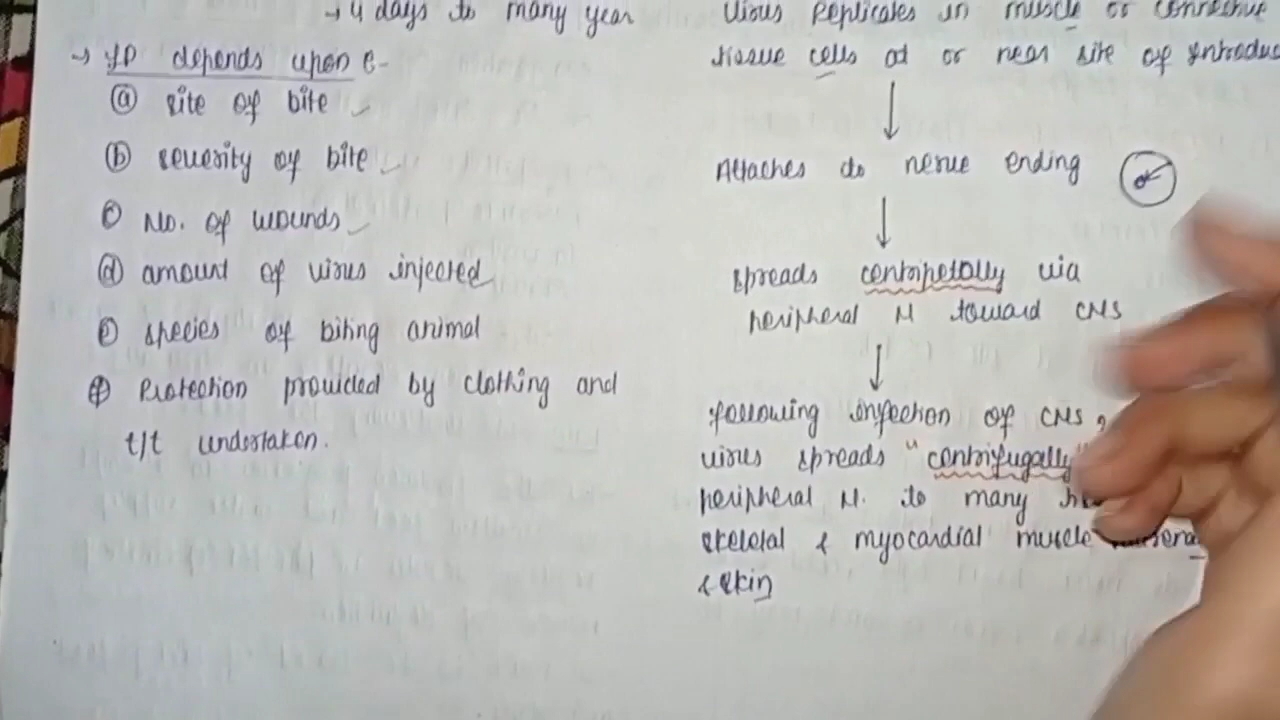 → 4 days to many year
→ IP depends upon :-
(a) site of bite
(b) severity of bite
(c) No. of wounds
(d) amount of virus injected
(e) species of biting animal
(f) Protection provided by clothing and
t/t undertaken.
Virus Replicates in muscle or connective
tissue cells at or near site of
↓
Attaches to nerve ending
↓
spreads centripetally via
peripheral N toward CNS
↓
following infection of CNS,
virus spreads "centrifugally"
peripheral N. to many
skeletal & myocardial muscle
& skin